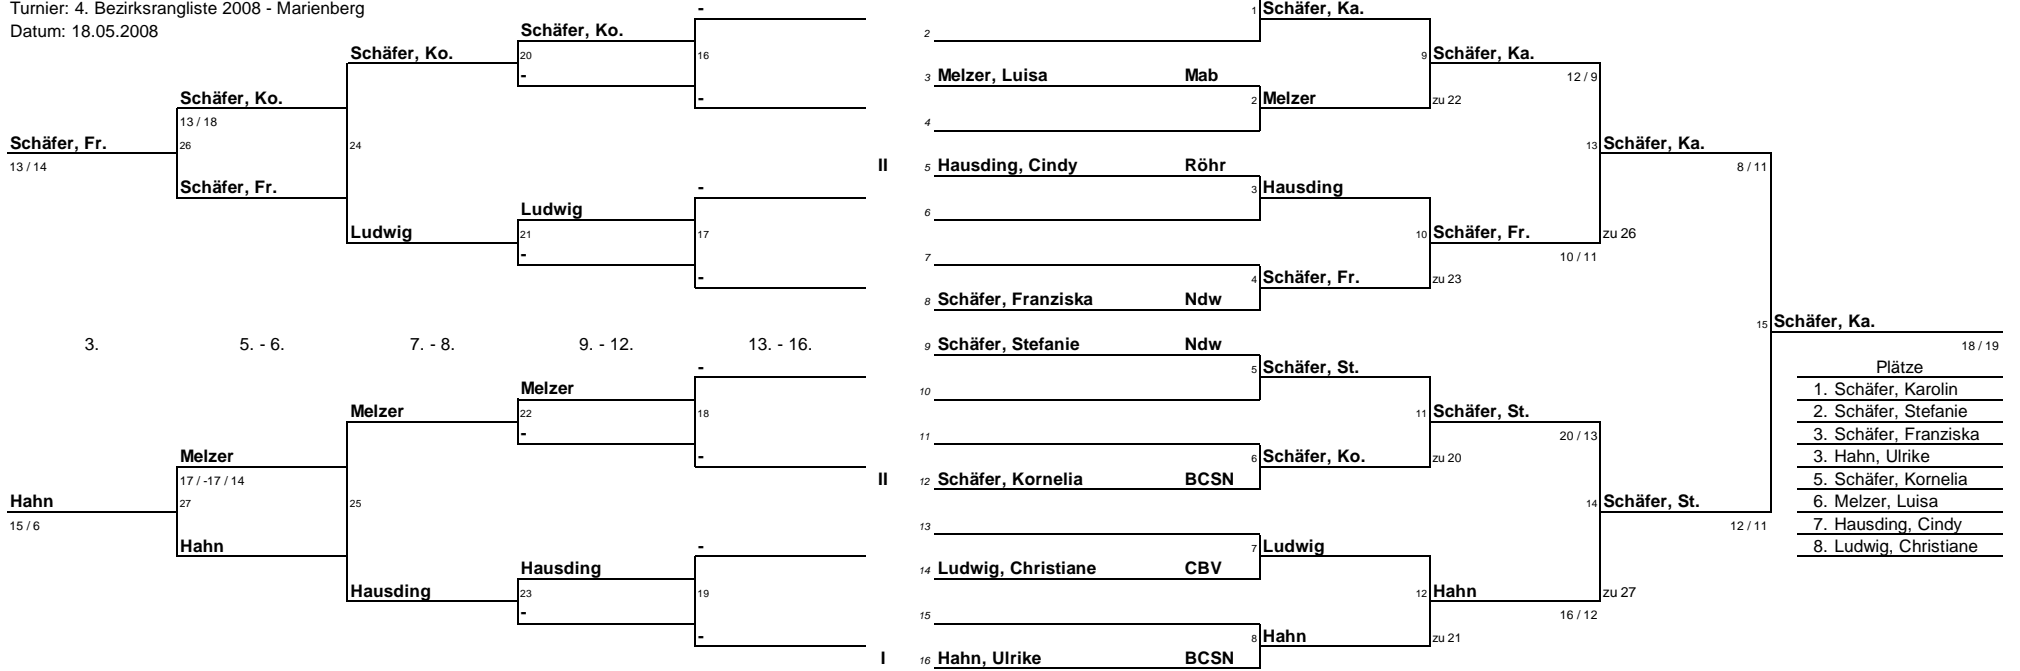 Turnier: 4. Bezirksrangliste 2008 - Marienberg
Datum: 18.05.2008
Schäfer, Fr.
13 / 14
Schäfer, Ko.
13 / 18
26
Schäfer, Fr.
Schäfer, Ko.
24
Ludwig
Schäfer, Ko.
20
-
Ludwig
21
-
-
16
-
-
17
-
3.
5. - 6.
7. - 8.
9. - 12.
13. - 16.
Hahn
15 / 6
Melzer
17 / -17 / 14
27
Hahn
Melzer
25
Hausding
Melzer
22
-
Hausding
23
-
-
18
-
-
19
-
2
3 Melzer, Luisa Mab
4
II 5 Hausding, Cindy Röhr
6
7
8 Schäfer, Franziska Ndw
9 Schäfer, Stefanie Ndw
10
11
II 12 Schäfer, Kornelia BCSN
13
14 Ludwig, Christiane CBV
15
I 16 Hahn, Ulrike BCSN
1 Schäfer, Ka.
2 Melzer
3 Hausding
4 Schäfer, Fr.
5 Schäfer, St.
6 Schäfer, Ko.
7 Ludwig
8 Hahn
9 Schäfer, Ka.
12 / 9
zu 22
10 Schäfer, Fr.
10 / 11
zu 23
11 Schäfer, St.
20 / 13
zu 20
12 Hahn
16 / 12
zu 21
13 Schäfer, Ka.
8 / 11
zu 26
14 Schäfer, St.
12 / 11
zu 27
15 Schäfer, Ka.
18 / 19
Plätze
1. Schäfer, Karolin
2. Schäfer, Stefanie
3. Schäfer, Franziska
3. Hahn, Ulrike
5. Schäfer, Kornelia
6. Melzer, Luisa
7. Hausding, Cindy
8. Ludwig, Christiane